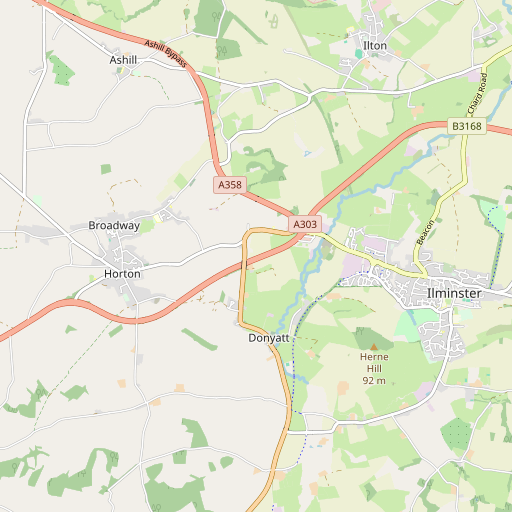 Ilton
Ashill Bypass
Ashill
Chard Road
B3168
A358
Broadway
A303
Beacon
Horton
Ilminster
Donyatt
Herne
Hill
92 m